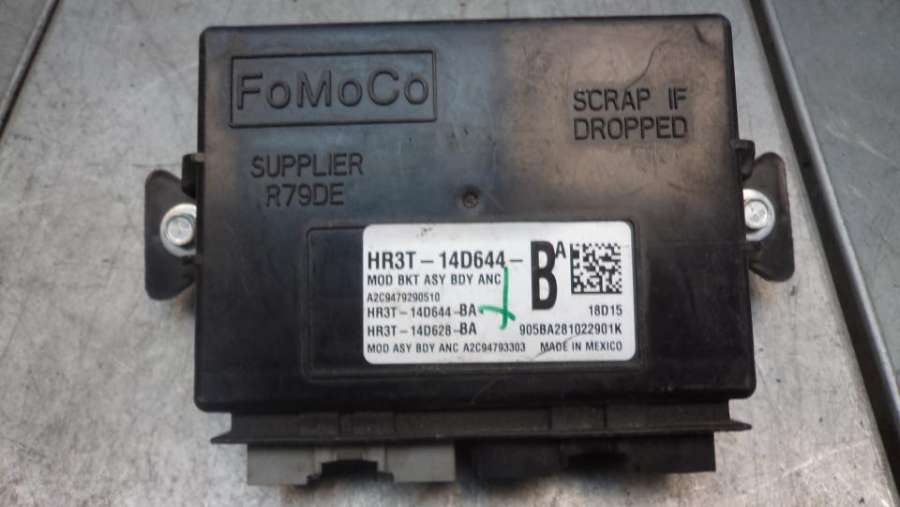 FoMoCo
SCRAP IF
DROPPED
SUPPLIER
R79DE
HR3T-14D644- BA
MOD BKT ASY BDY ANC
A2C9479290510
HR3T-14D644-BA 18D15
HR3T-14D628-BA 905BA281022901K
MOD ASY BDY ANC A2C94793303 MADE IN MEXICO